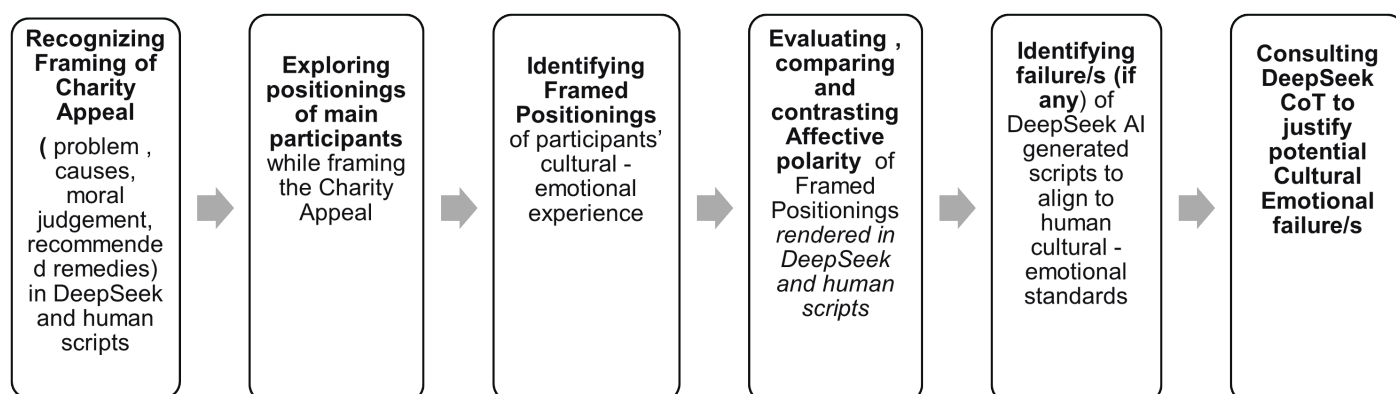 Recognizing
Framing of
Charity
Appeal
( problem ,
causes,
moral
judgement,
recommende
d remedies)
in DeepSeek
and human
scripts
Exploring
positionings
of main
participants
while framing
the Charity
Appeal
Identifying
Framed
Positionings
of participants’
cultural -
emotional
experience
Evaluating ,
comparing
and
contrasting
Affective
polarity of
Framed
Positionings
rendered in
DeepSeek
and human
scripts
Identifying
failure/s (if
any) of
DeepSeek AI
generated
scripts to
align to
human
cultural -
emotional
standards
Consulting
DeepSeek
CoT to
justify
potential
Cultural
Emotional
failure/s